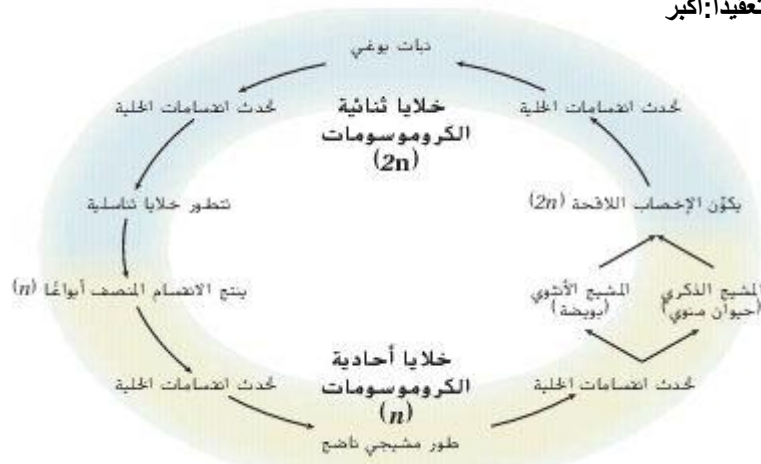 تعقيدا:أكبر
نبات بوغي
تحدث انقسامات الخلية
خلايا ثنائية
الكروموسومات
(2n)
تحدث انقسامات الخلية
تتطور خلايا تناسلية
يكوّن الإخصاب اللاقحة (2n)
ينتج الانقسام المنصف أبواغًا (n)
المشيج الأنثوي
(بويضة)
المشيج الذكري
(حيوان منوي)
تحدث انقسامات الخلية
خلايا أحادية
الكروموسومات
(n)
تحدث انقسامات الخلية
طور مشيجي ناضج